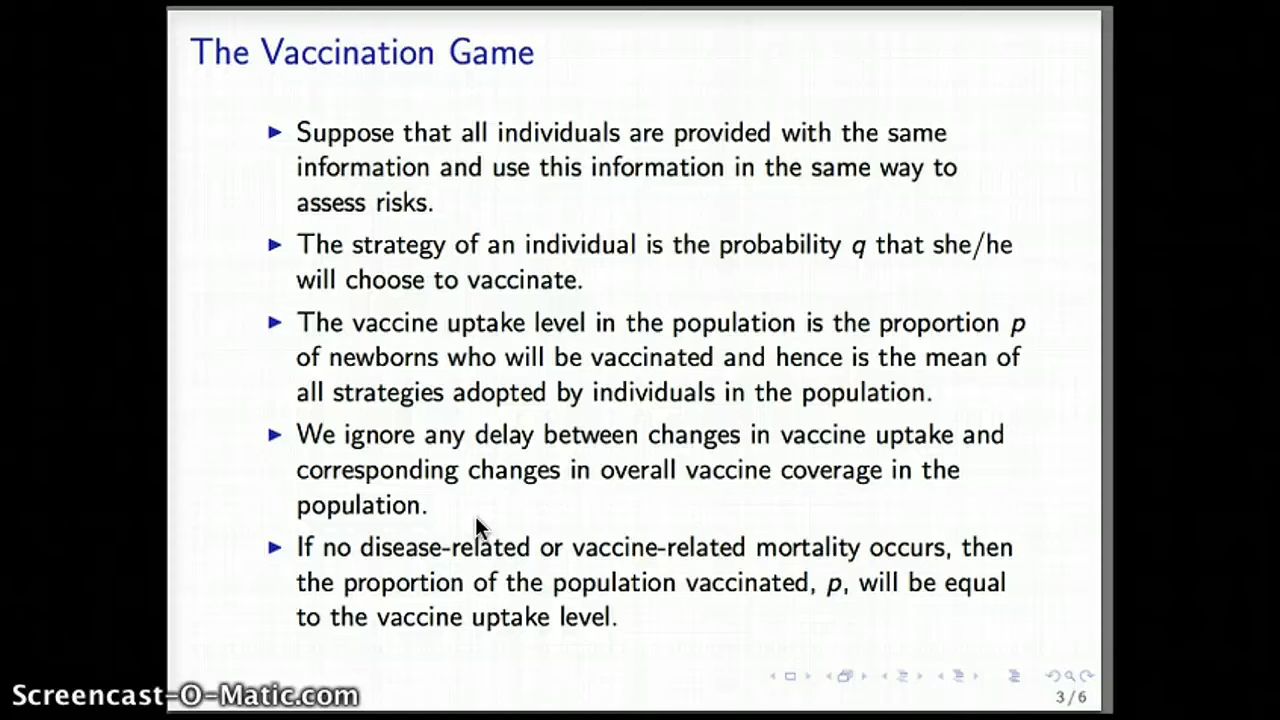 The Vaccination Game
▶ Suppose that all individuals are provided with the same
information and use this information in the same way to
assess risks.
▶ The strategy of an individual is the probability q that she/he
will choose to vaccinate.
▶ The vaccine uptake level in the population is the proportion p
of newborns who will be vaccinated and hence is the mean of
all strategies adopted by individuals in the population.
▶ We ignore any delay between changes in vaccine uptake and
corresponding changes in overall vaccine coverage in the
population.
▶ If no disease-related or vaccine-related mortality occurs, then
the proportion of the population vaccinated, p, will be equal
to the vaccine uptake level.
Screencast-O-Matic.com
3/6